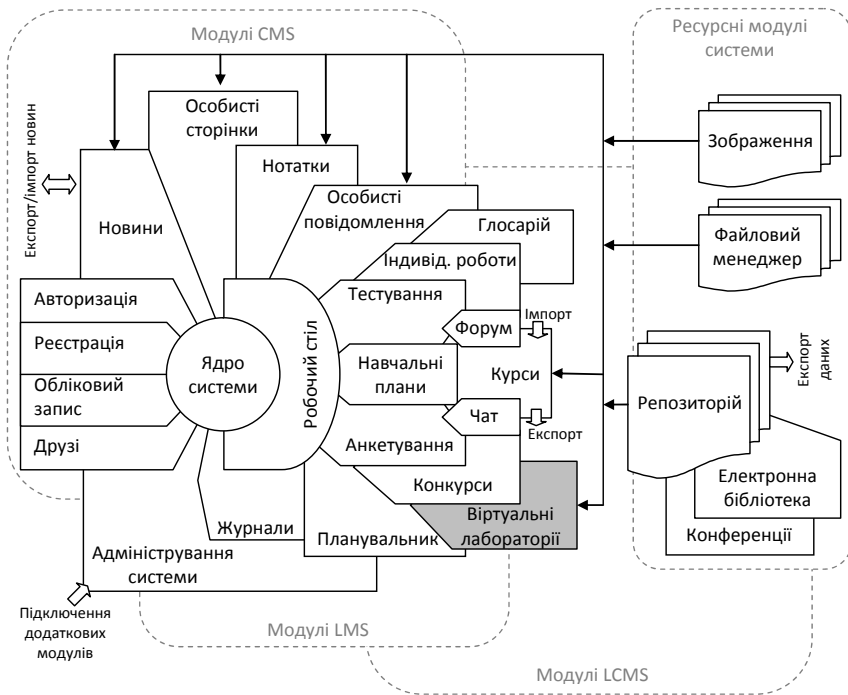 Модулі CMS
Ресурсні модулі
системи
Експорт/імпорт новин
Особисті
сторінки
Нотатки
Новини
Особисті
повідомлення
Глосарій
Індивід. роботи
Зображення
Файловий
менеджер
Авторизація
Реєстрація
Обліковий
запис
Друзі
Ядро
системи
Робочий стіл
Тестування
Форум
Імпорт
Навчальні
плани
Курси
Чат
Експорт
Анкетування
Конкурси
Віртуальні
лабораторії
Репозиторій
Експорт
даних
Електронна
бібліотека
Конференції
Журнали
Планувальник
Адміністрування
системи
Підключення
додаткових
модулів
Модулі LMS
Модулі LCMS